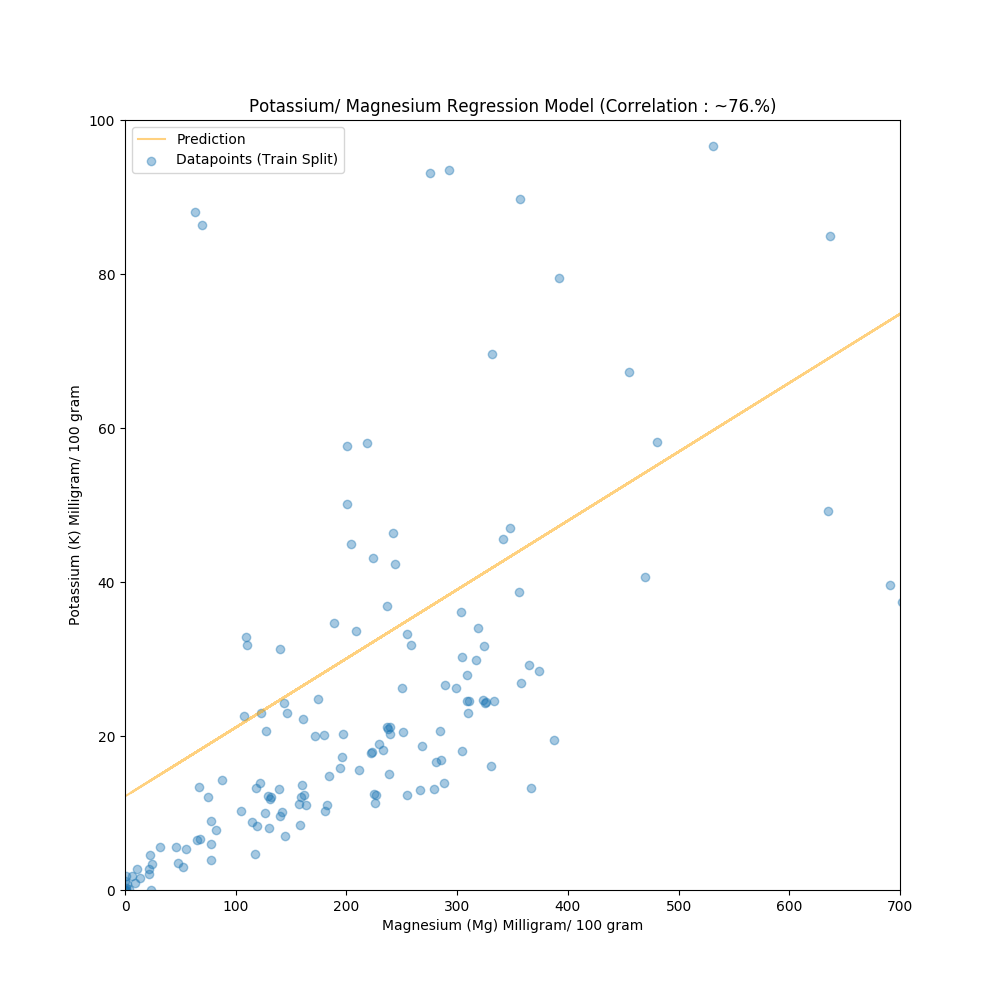 Potassium/ Magnesium Regression Model (Correlation : ~76.%)
Prediction
Datapoints (Train Split)
100
80
60
40
20
0
Potassium (K) Milligram/ 100 gram
0 100 200 300 400 500 600 700
Magnesium (Mg) Milligram/ 100 gram